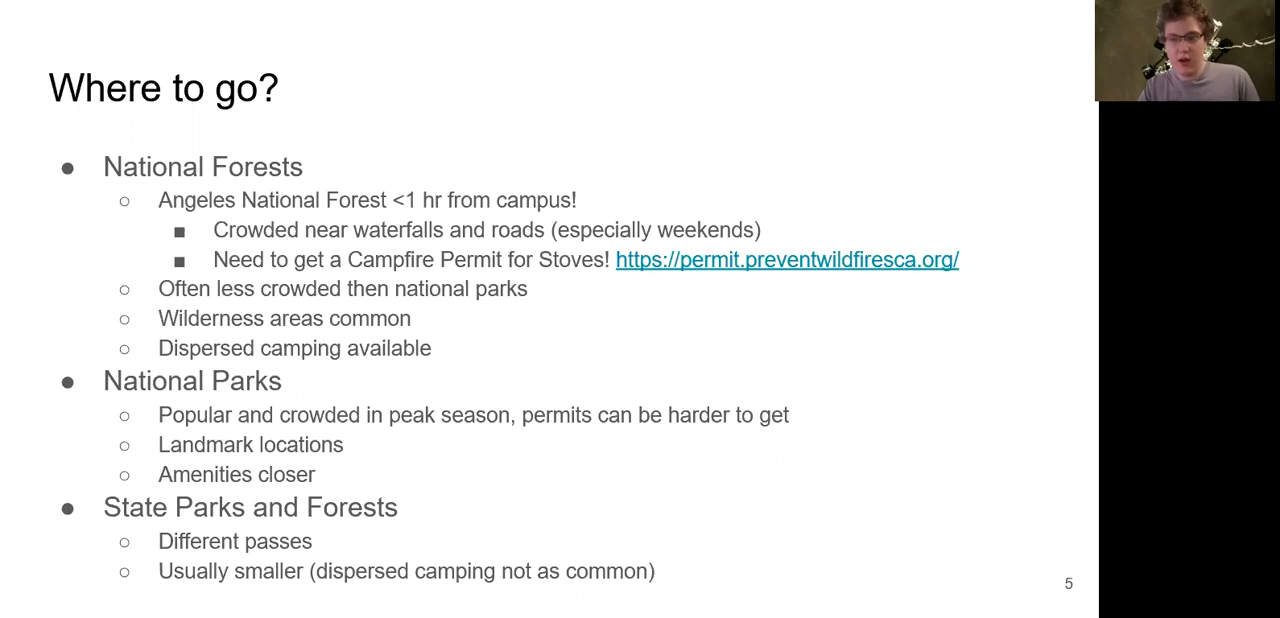 Where to go?
● National Forests
○ Angeles National Forest <1 hr from campus!
■ Crowded near waterfalls and roads (especially weekends)
■ Need to get a Campfire Permit for Stoves! https://permit.preventwildfiresca.org/
○ Often less crowded then national parks
○ Wilderness areas common
○ Dispersed camping available
● National Parks
○ Popular and crowded in peak season, permits can be harder to get
○ Landmark locations
○ Amenities closer
● State Parks and Forests
○ Different passes
○ Usually smaller (dispersed camping not as common)
5